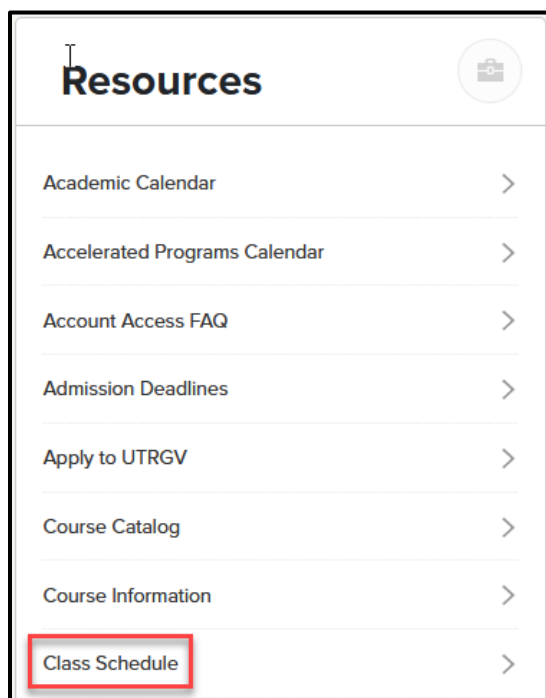 Resources
Academic Calendar
Accelerated Programs Calendar
Account Access FAQ
Admission Deadlines
Apply to UTRGV
Course Catalog
Course Information
Class Schedule